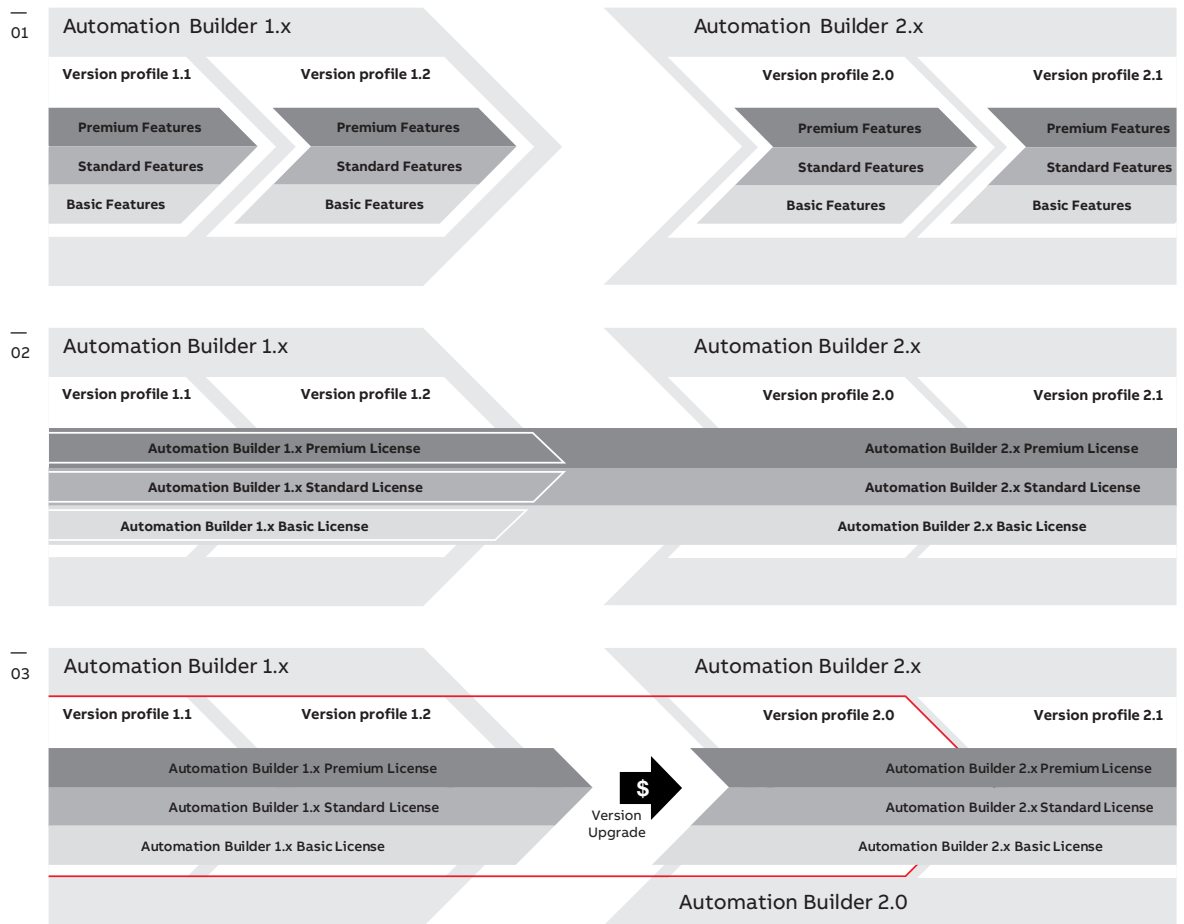 01
Automation Builder 1.x
Automation Builder 2.x
Version profile 1.1
Version profile 1.2
Version profile 2.0
Version profile 2.1
Premium Features
Premium Features
Premium Features
Premium Features
Standard Features
Standard Features
Standard Features
Standard Features
Basic Features
Basic Features
Basic Features
Basic Features
02
Automation Builder 1.x
Automation Builder 2.x
Version profile 1.1
Version profile 1.2
Version profile 2.0
Version profile 2.1
Automation Builder 1.x Premium License
Automation Builder 2.x Premium License
Automation Builder 1.x Standard License
Automation Builder 2.x Standard License
Automation Builder 1.x Basic License
Automation Builder 2.x Basic License
03
Automation Builder 1.x
Automation Builder 2.x
Version profile 1.1
Version profile 1.2
Version profile 2.0
Version profile 2.1
Automation Builder 1.x Premium License
Automation Builder 2.x Premium License
$
Automation Builder 1.x Standard License
Version
Upgrade
Automation Builder 2.x Standard License
Automation Builder 1.x Basic License
Automation Builder 2.x Basic License
Automation Builder 2.0